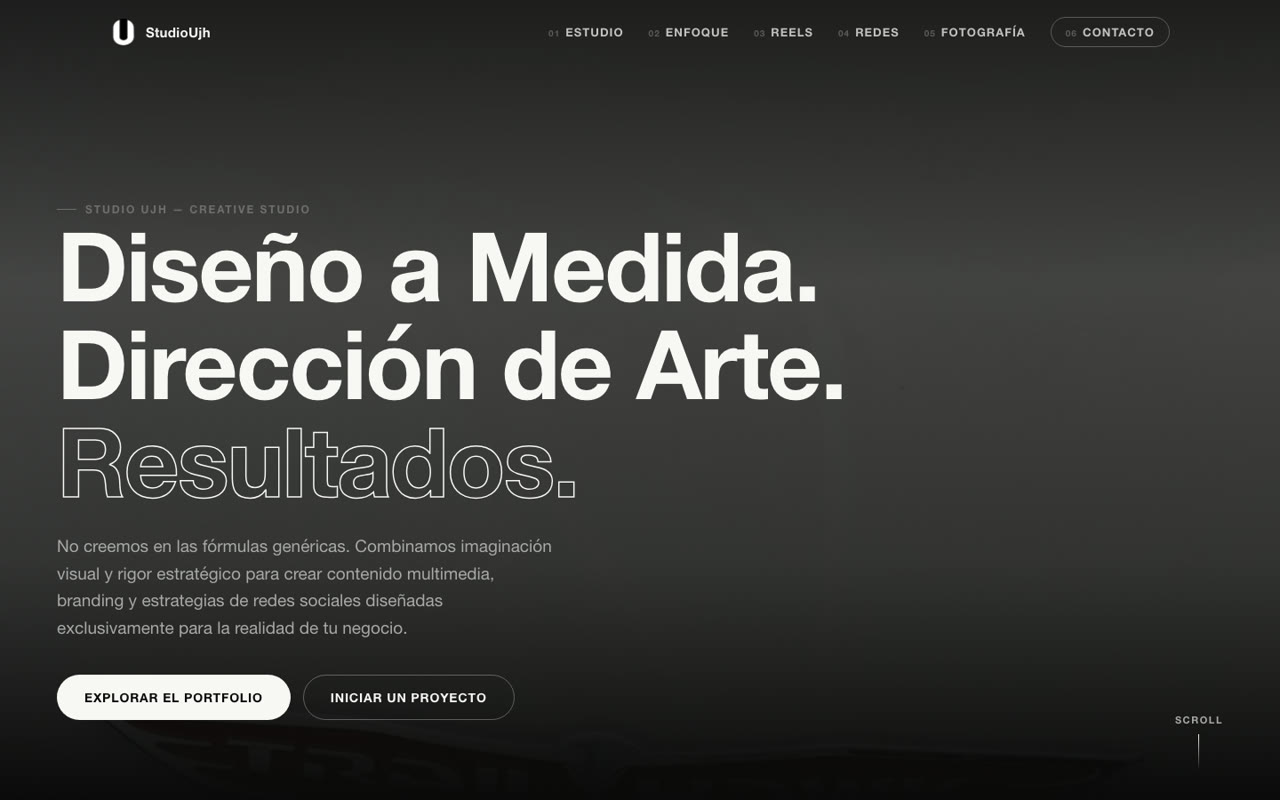 StudioUjh
01 ESTUDIO 02 ENFOQUE 03 REELS 04 REDES 05 FOTOGRAFÍA 06 CONTACTO
STUDIO UJH — CREATIVE STUDIO
Diseño a Medida.
Dirección de Arte.
Resultados.
No creemos en las fórmulas genéricas. Combinamos imaginación
visual y rigor estratégico para crear contenido multimedia,
branding y estrategias de redes sociales diseñadas
exclusivamente para la realidad de tu negocio.
EXPLORAR EL PORTFOLIO INICIAR UN PROYECTO
SCROLL